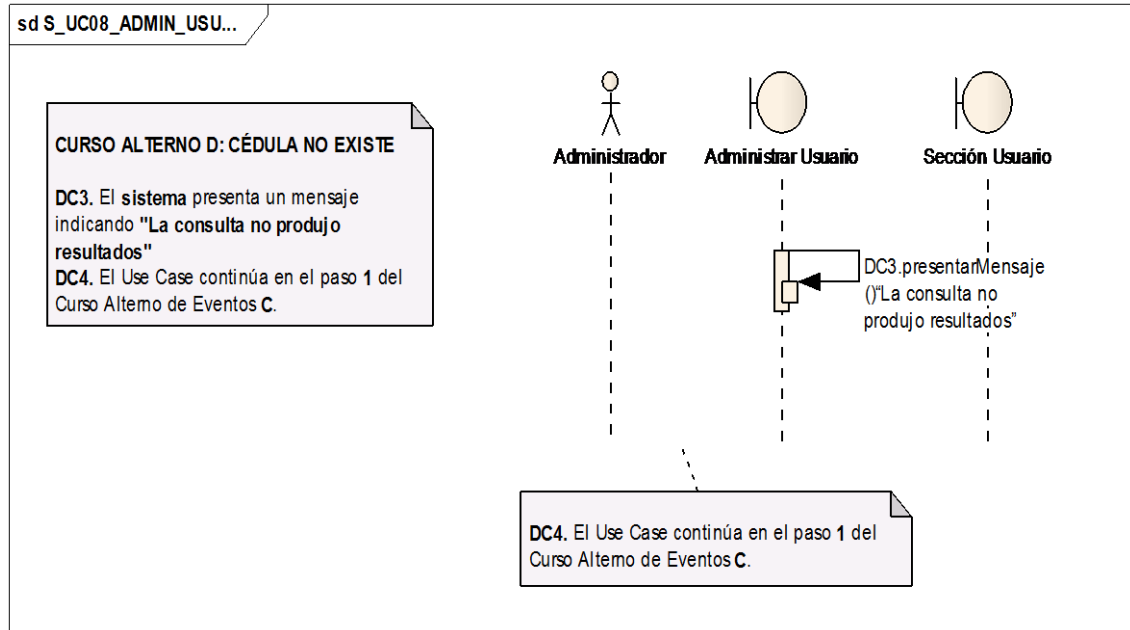 sd S_UC08_ADMIN_USU...
CURSO ALTERNO D: CÉDULA NO EXISTE
DC3. El sistema presenta un mensaje
indicando "La consulta no produjo
resultados"
DC4. El Use Case continúa en el paso 1 del
Curso Alterno de Eventos C.
Administrador
Administrar Usuario
Sección Usuario
DC3.presentarMensaje
()“La consulta no
produjo resultados”
DC4. El Use Case continúa en el paso 1 del
Curso Alterno de Eventos C.